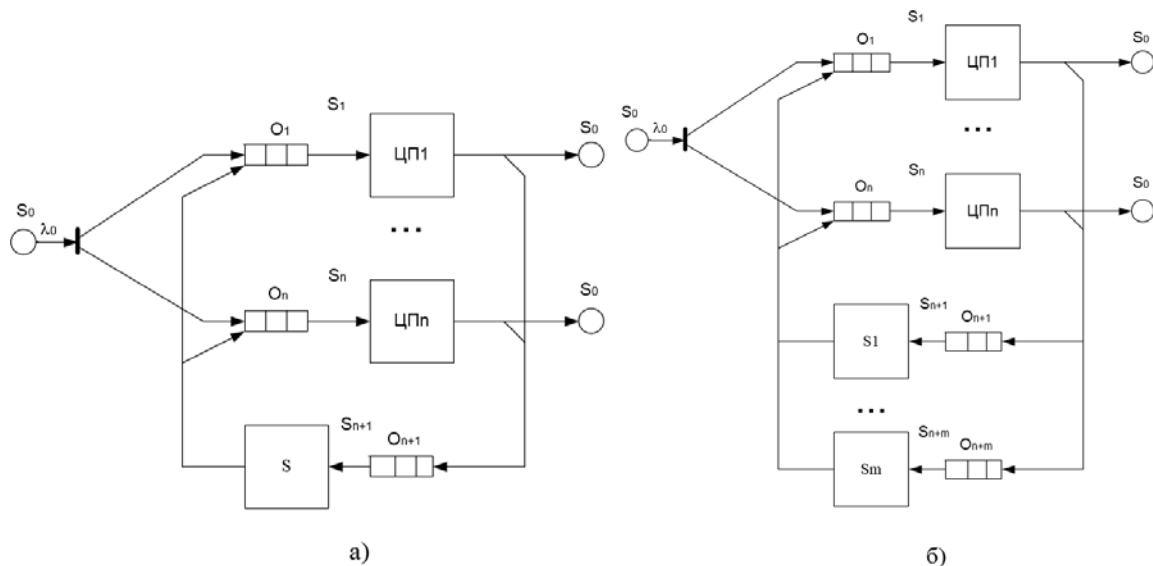 S₁
O₁
ЦП1
S₀
...
S₀
λ₀
Sₙ
Oₙ
ЦПn
S₀
Sₙ₊₁
Oₙ₊₁
S
а)
S₁
O₁
ЦП1
S₀
...
S₀
λ₀
Sₙ
Oₙ
ЦПn
S₀
Sₙ₊₁
Oₙ₊₁
S1
...
Sₙ₊ₘ
Oₙ₊ₘ
Sm
б)